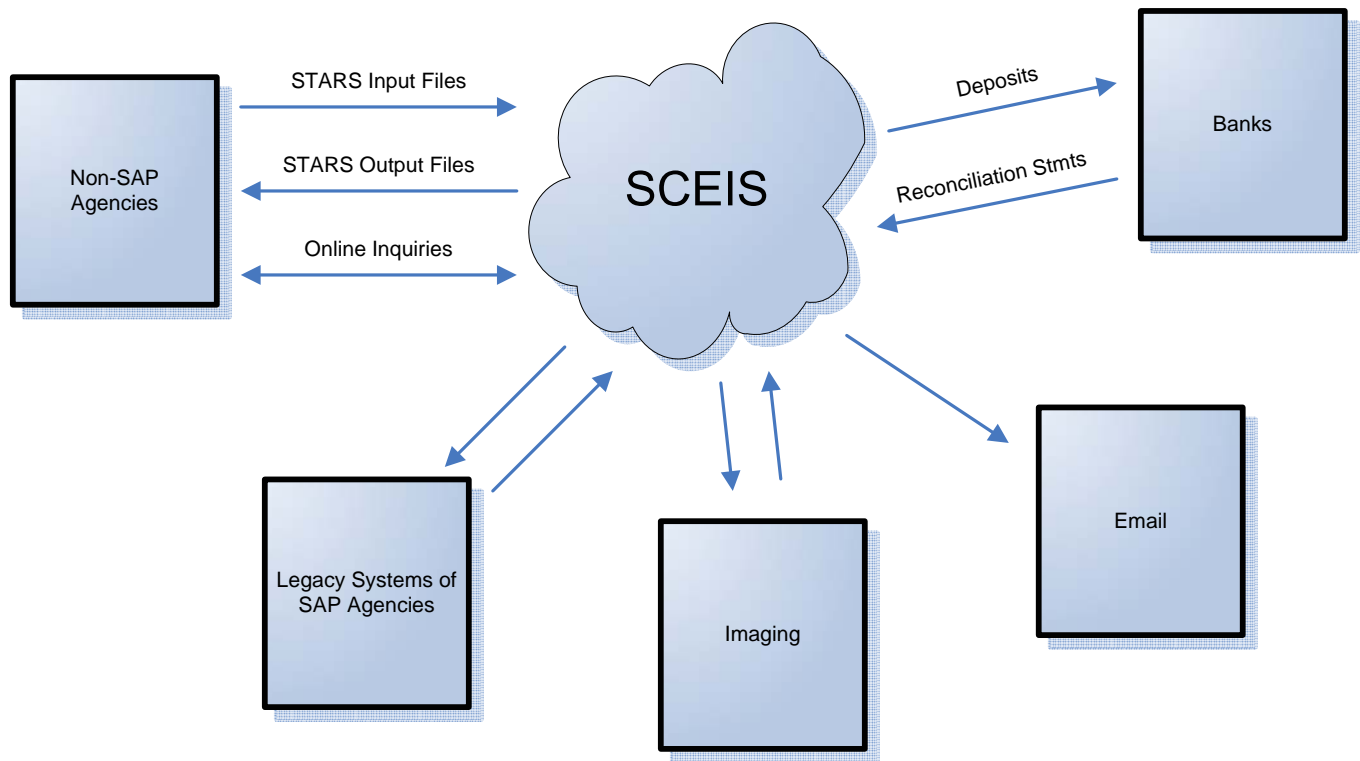 STARS Input Files
STARS Output Files
Online Inquiries
Non-SAP
Agencies
SCEIS
Deposits
Reconciliation Stmts
Banks
Legacy Systems of
SAP Agencies
Imaging
Email